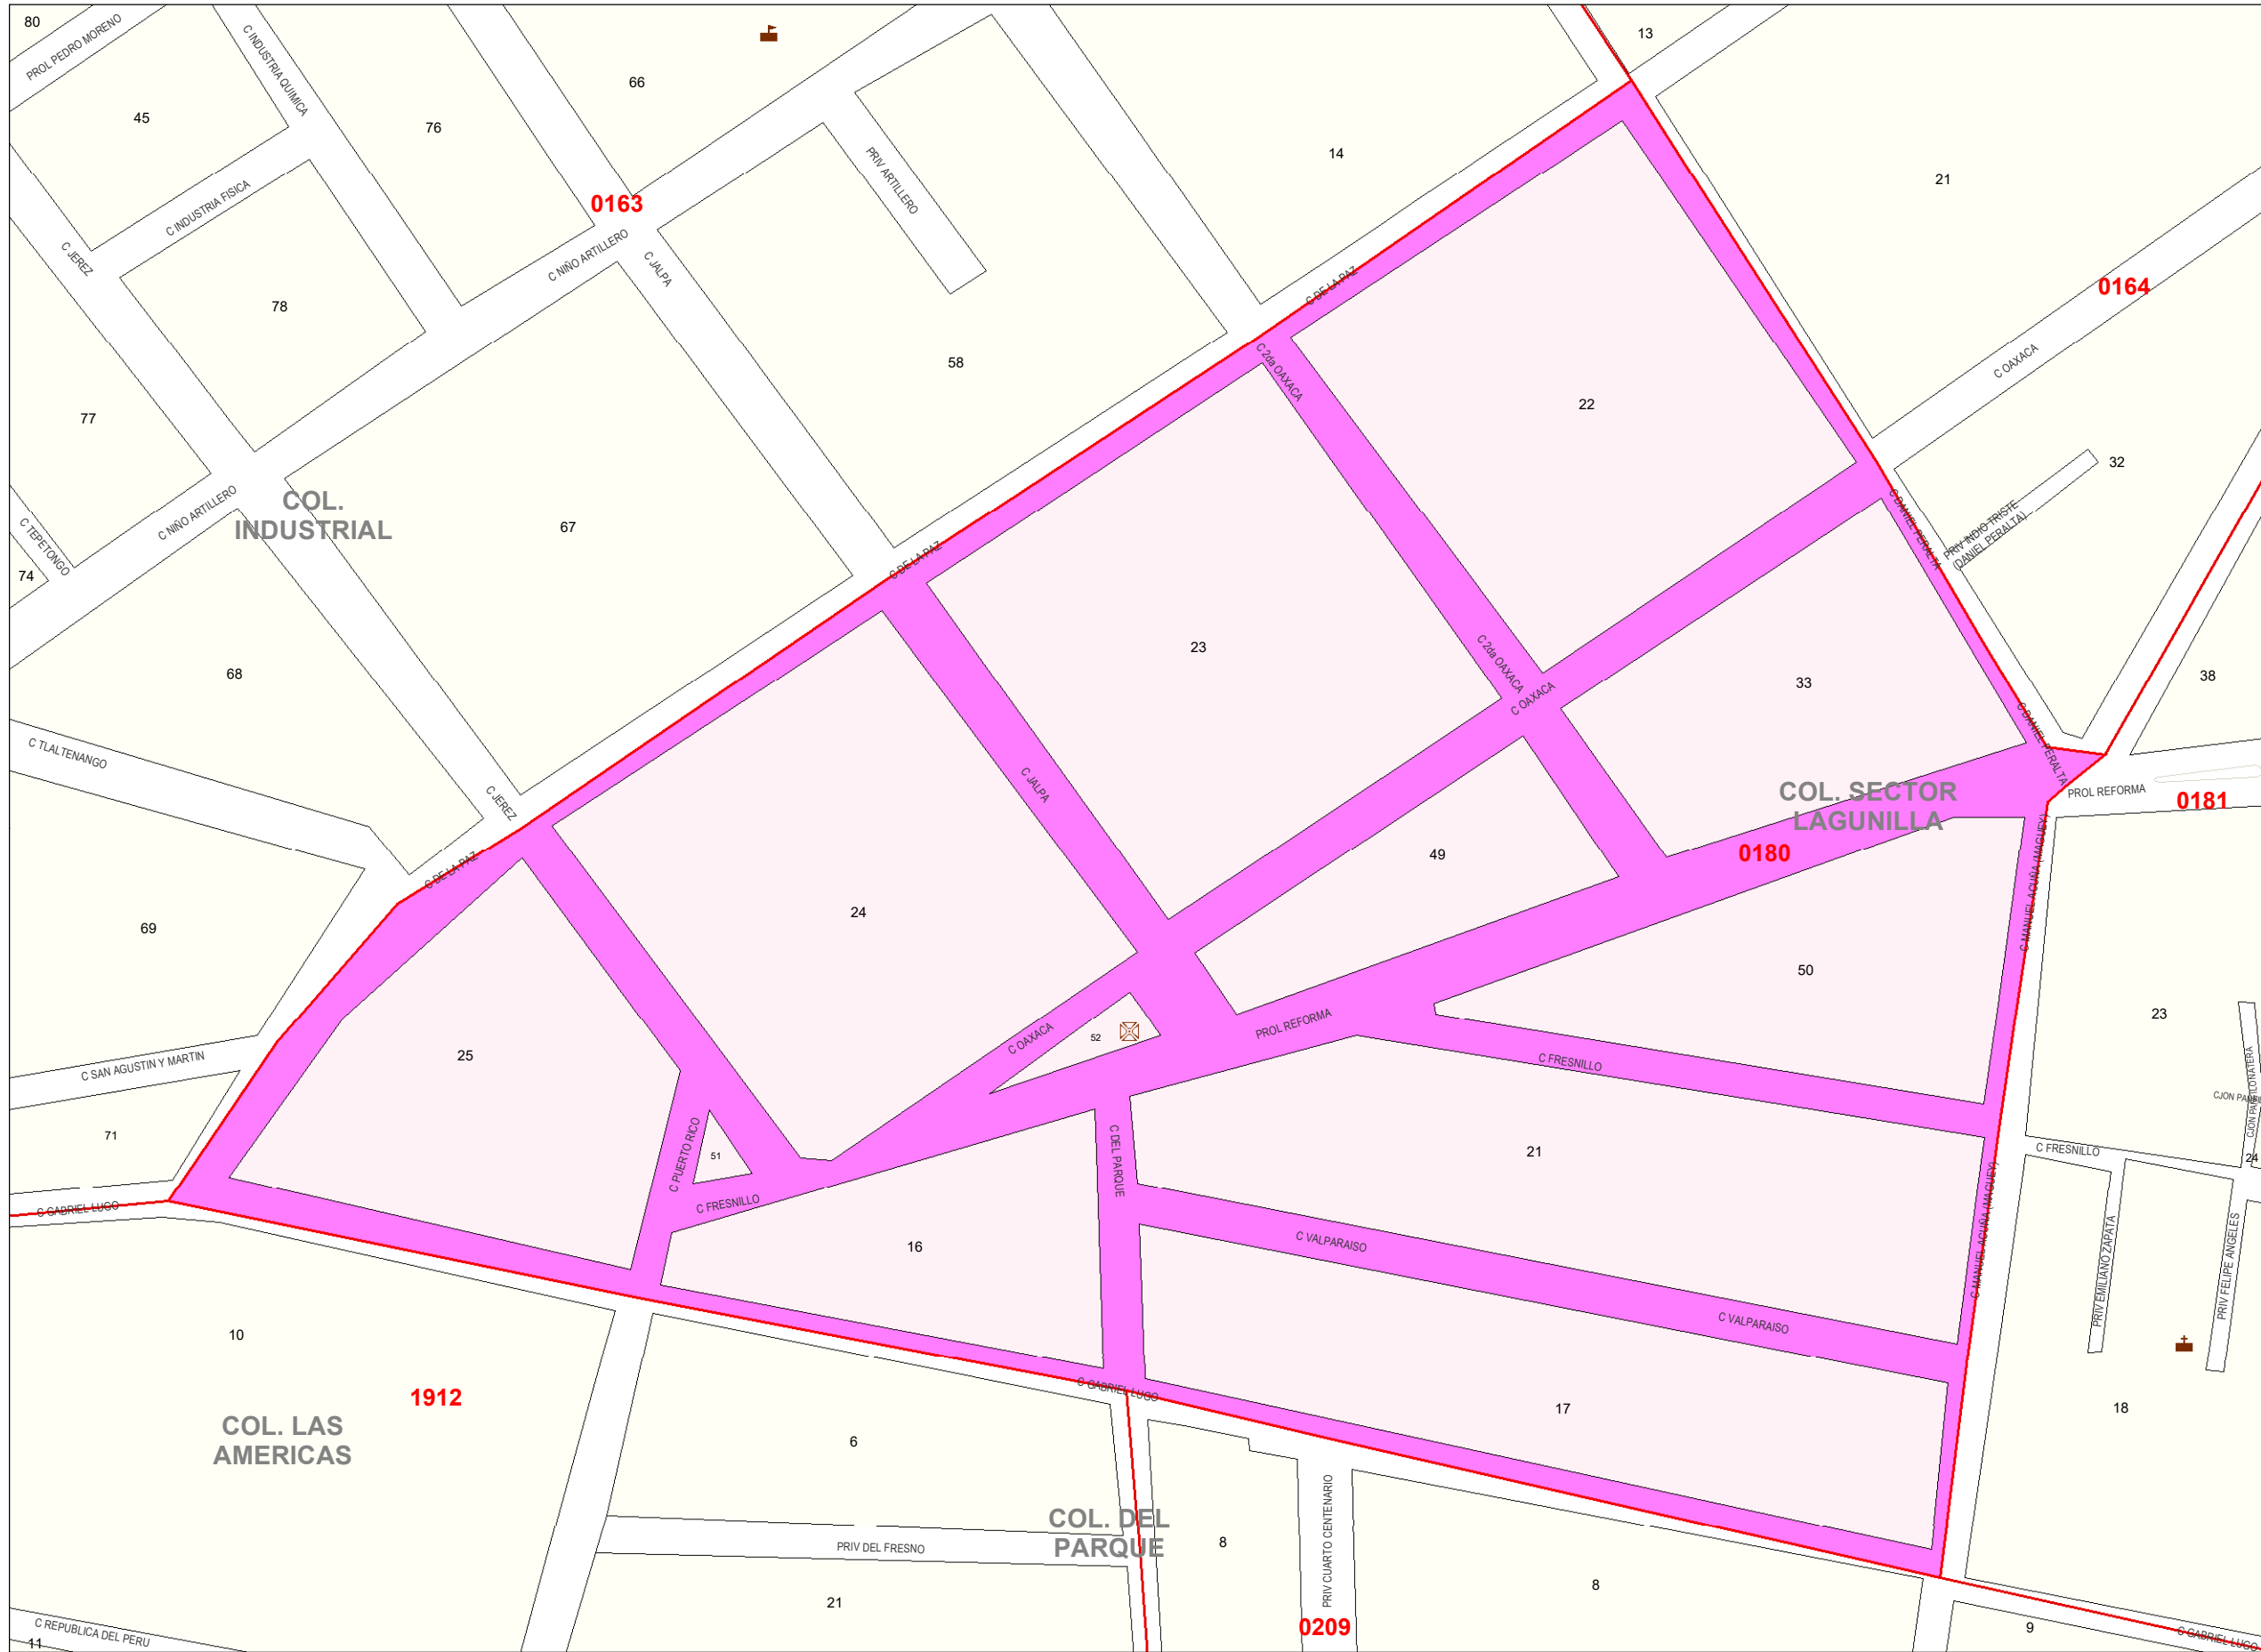 80
PROL PEDRO MORENO
C INDUSTRIA QUIMICA
13
66
45
76
14
21
PRIV ARTILLERO
C INDUSTRIA FISICA
0163
C NIÑO ARTILLERO
C JEREZ
C JALPA
78
C DE LA PAZ
0164
58
C 2da OAXACA
C OAXACA
77
22
32
COL.
INDUSTRIAL
C NIÑO ARTILLERO
67
C DANIEL PERALTA
PRIV INDIO TRISTE
(DANIEL PERALTA)
C TEPETONGO
74
C DE LA PAZ
68
23
C 2da OAXACA
C OAXACA
33
38
C DANIEL PERALTA
C TLALTENANGO
C JEREZ
C JALPA
COL. SECTOR
LAGUNILLA
PROL REFORMA
0181
49
0180
C DE LA PAZ
C MANUEL ACUÑA (MAGUEY)
24
69
50
23
C OAXACA
52
PROL REFORMA
25
C SAN AGUSTIN Y MARTIN
C FRESNILLO
71
C PUERTO RICO
51
C DEL PARQUE
21
C FRESNILLO
24
C FRESNILLO
C GABRIEL LUGO
16
C VALPARAISO
C MANUEL ACUÑA (MAGUEY)
PRIV EMILIANO ZAPATA
PRIV FELIPE ANGELES
C VALPARAISO
10
1912
C GABRIEL LUGO
17
18
COL. LAS
AMERICAS
6
COL. DEL
PARQUE
PRIV DEL FRESNO
8
PRIV CUARTO CENTENARIO
8
21
0209
9
C REPUBLICA DEL PERU
11
C GABRIEL LUGO